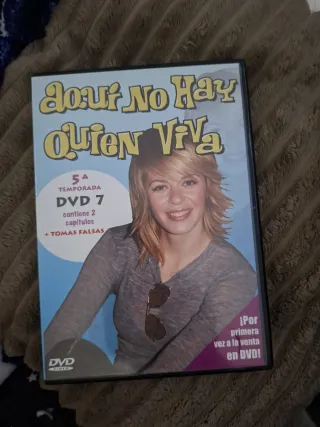 aquí no Hay
Quien Viva
5ª
TEMPORADA
DVD 7
contiene 2
capítulos
+ TOMAS FALSAS
¡Por
primera
vez a la venta
en DVD!
DVD
VIDEO